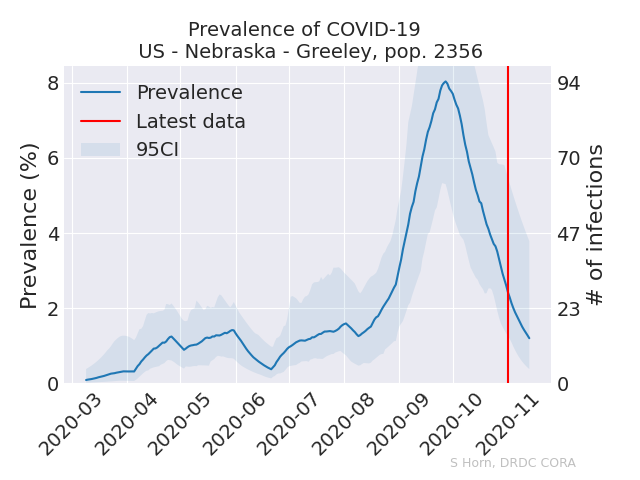 Prevalence of COVID-19
US - Nebraska - Greeley, pop. 2356
Prevalence
Latest data
95CI
Prevalence (%)
8
6
4
2
0
94
70
47
23
0
# of infections
2020-03
2020-04
2020-05
2020-06
2020-07
2020-08
2020-09
2020-10
2020-11
S Horn, DRDC CORA